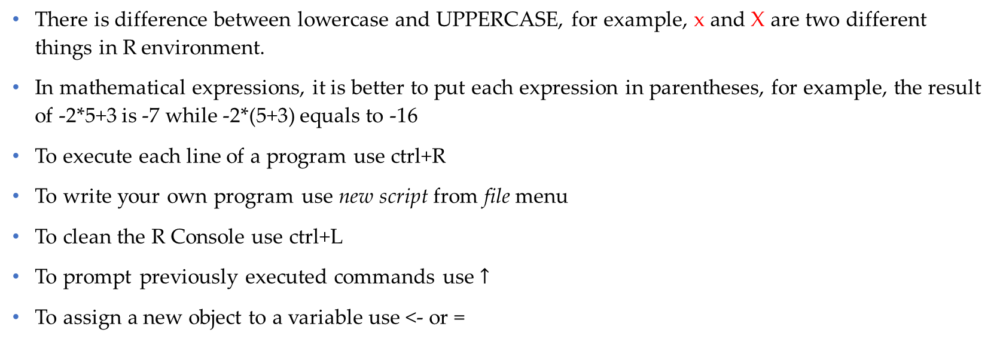 • There is difference between lowercase and UPPERCASE, for example, x and X are two different
things in R environment.
• In mathematical expressions, it is better to put each expression in parentheses, for example, the result
of -2*5+3 is -7 while -2*(5+3) equals to -16
• To execute each line of a program use ctrl+R
• To write your own program use new script from file menu
• To clean the R Console use ctrl+L
• To prompt previously executed commands use ↑
• To assign a new object to a variable use <- or =